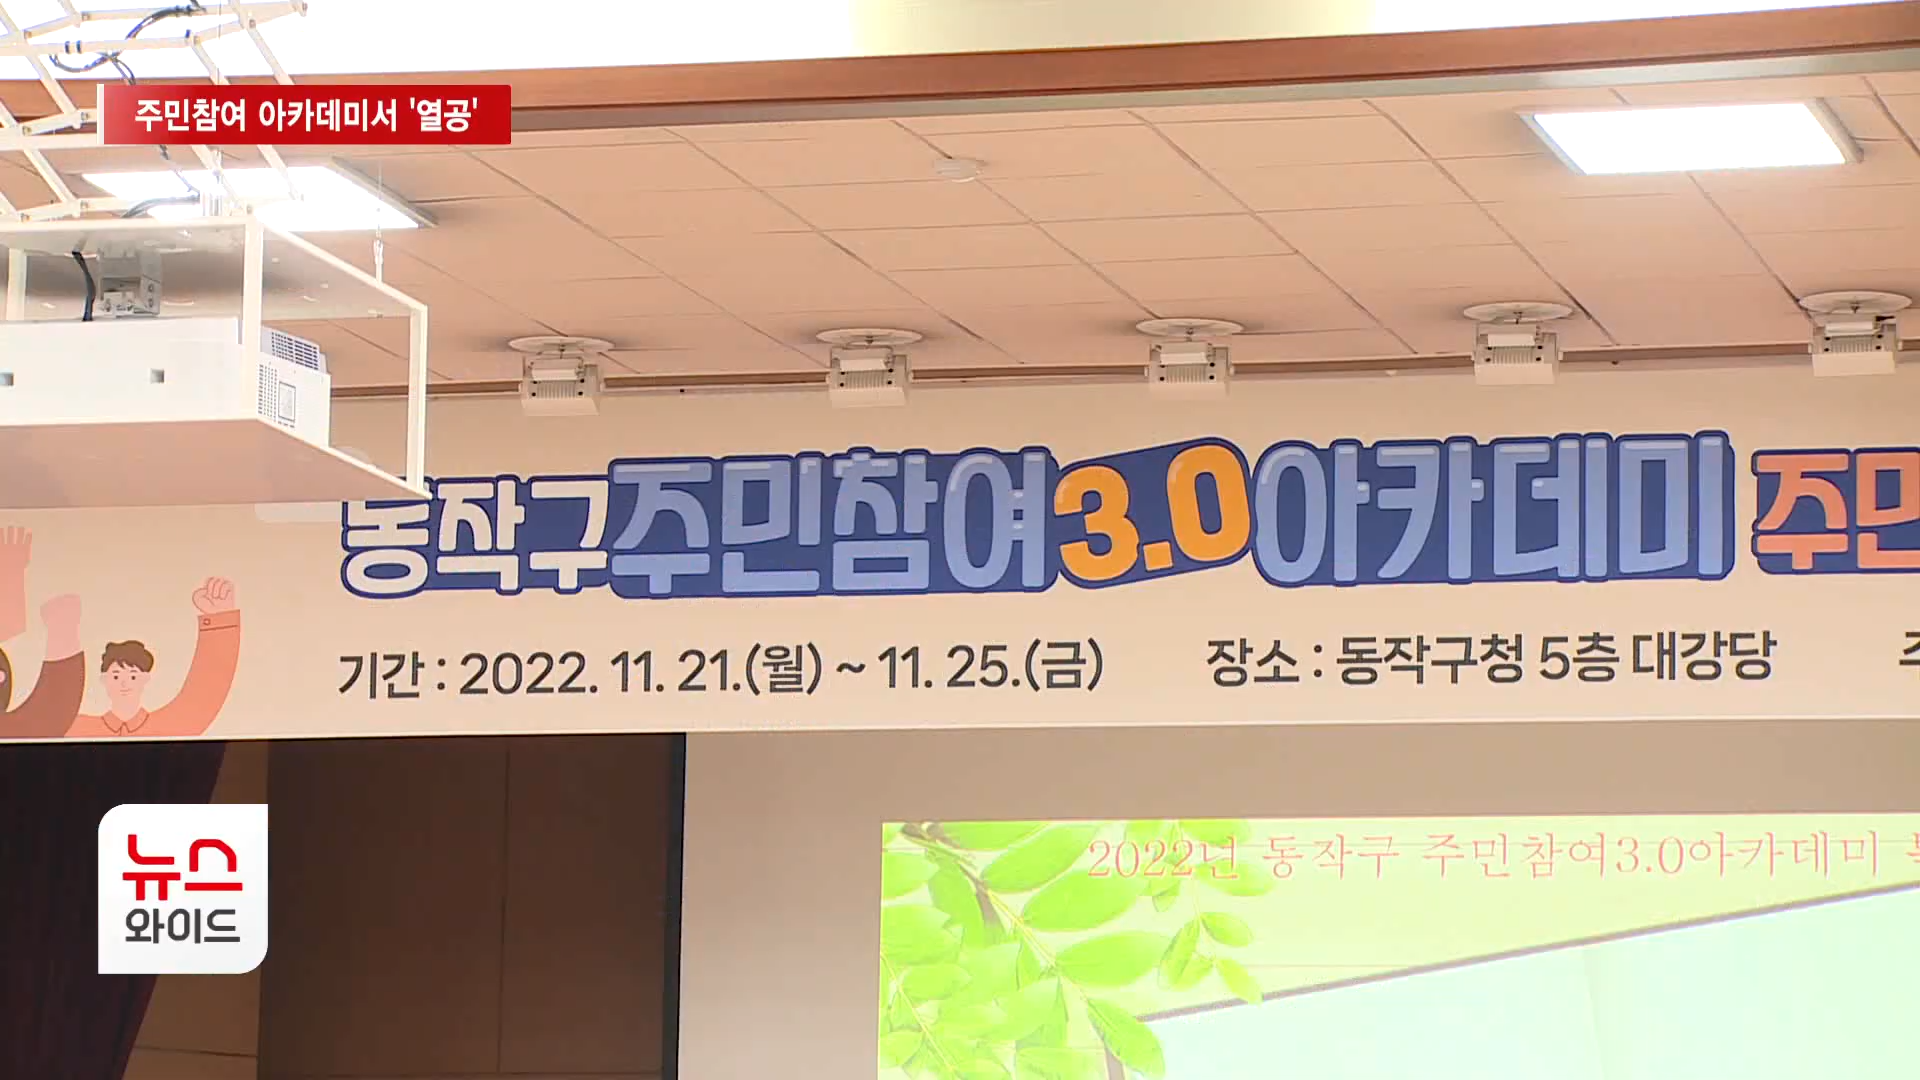 주민참여 아카데미서 '열공'
동작구주민참여3.0아카데미 주민
기간 : 2022. 11. 21.(월) ~ 11. 25.(금) 장소 : 동작구청 5층 대강당
2022년 동작구 주민참여3.0아카데미
뉴스
와이드